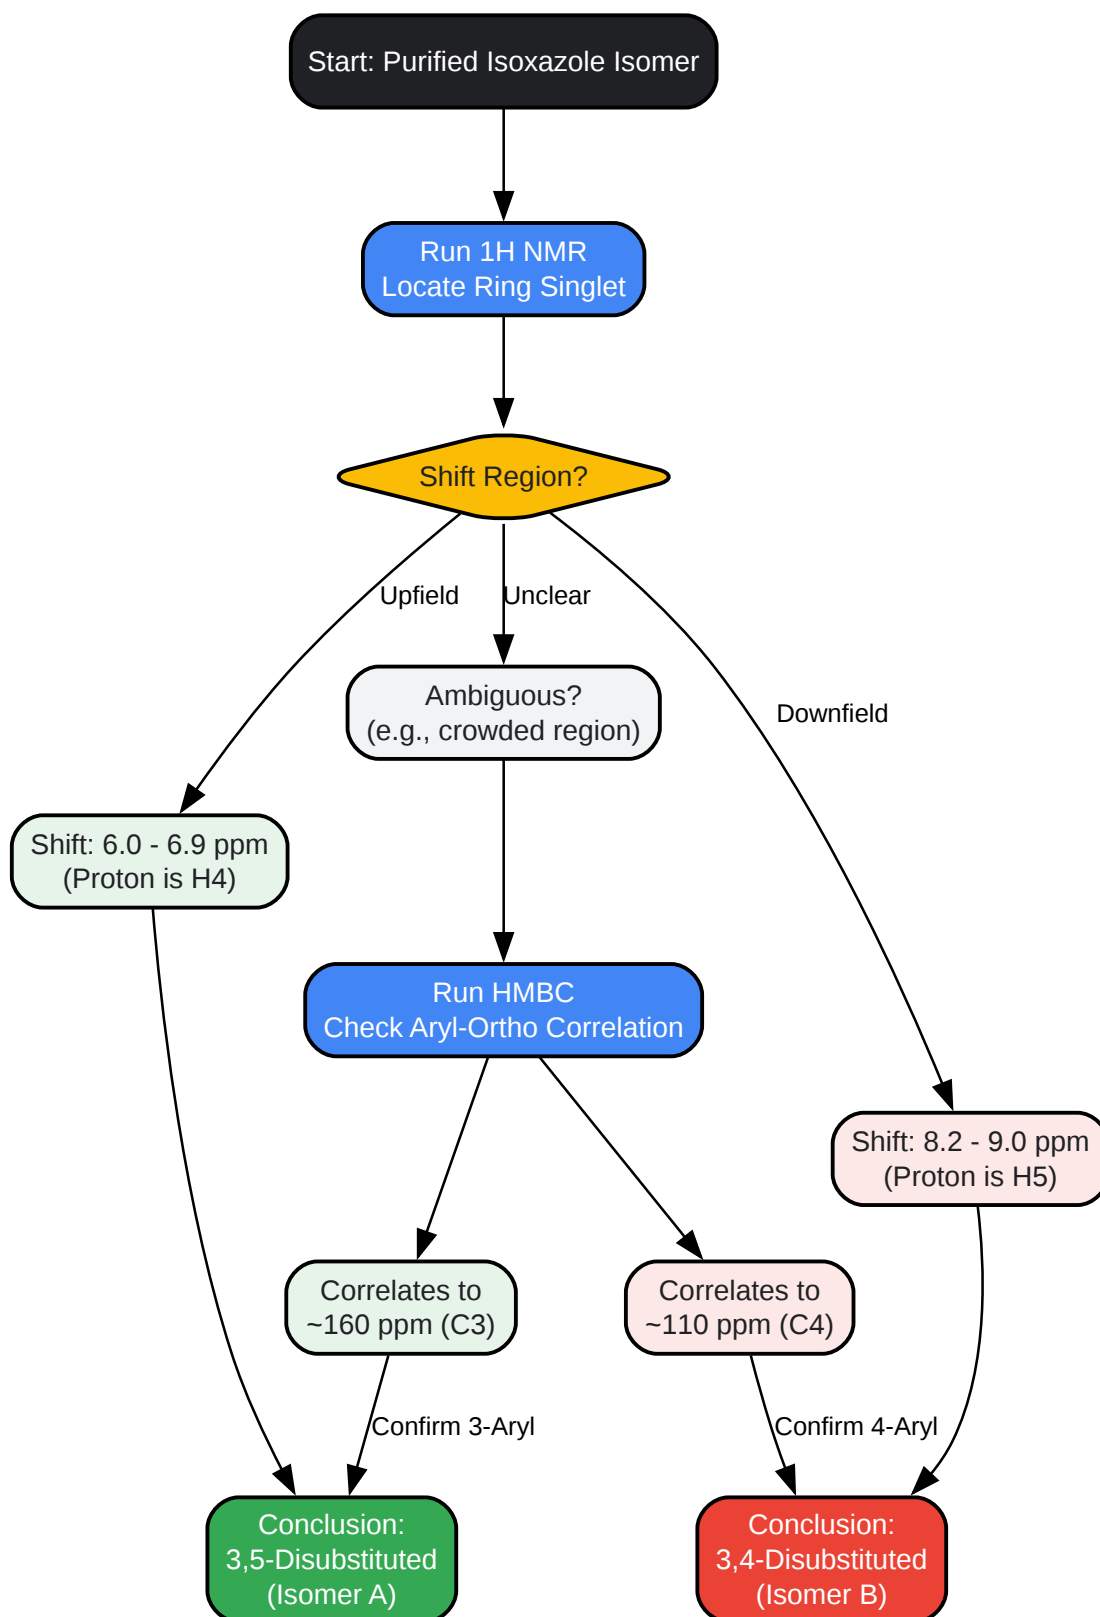 Start: Purified Isoxazole Isomer
Run 1H NMR
Locate Ring Singlet
Shift Region?
Upfield
Unclear
Ambiguous?
(e.g., crowded region)
Downfield
Shift: 6.0 - 6.9 ppm
(Proton is H4)
Run HMBC
Check Aryl-Ortho Correlation
Shift: 8.2 - 9.0 ppm
(Proton is H5)
Correlates to
~160 ppm (C3)
Correlates to
~110 ppm (C4)
Confirm 3-Aryl
Confirm 4-Aryl
Conclusion:
3,5-Disubstituted
(Isomer A)
Conclusion:
3,4-Disubstituted
(Isomer B)